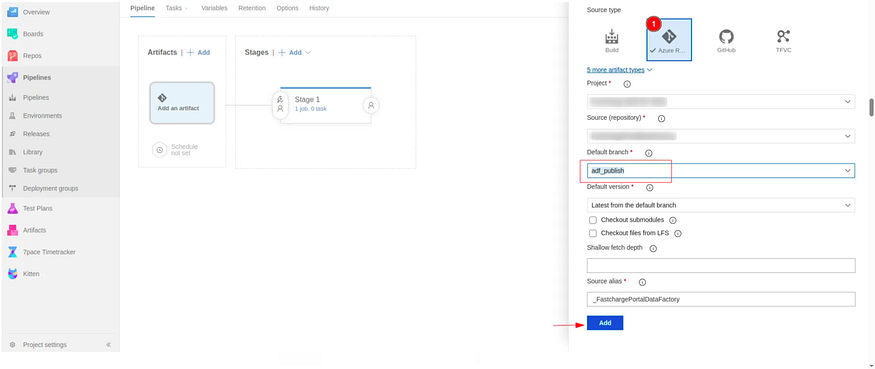 Overview
Boards
Repos
Pipelines
Pipelines
Environments
Releases
Library
Task groups
Deployment groups
Test Plans
Artifacts
7pace Timetracker
Kitten
Project settings
Pipeline Tasks Variables Retention Options History
Artifacts | + Add
Add an artifact
Schedule
not set
Stages | + Add
Stage 1
1 job, 0 task
Source type
1
Build
Azure R...
GitHub
TFVC
5 more artifact types
Project *
Source (repository) *
Default branch *
adf_publish
Default version *
Latest from the default branch
Checkout submodules
Checkout files from LFS
Shallow fetch depth
Source alias *
_FastchargePortalDataFactory
Add